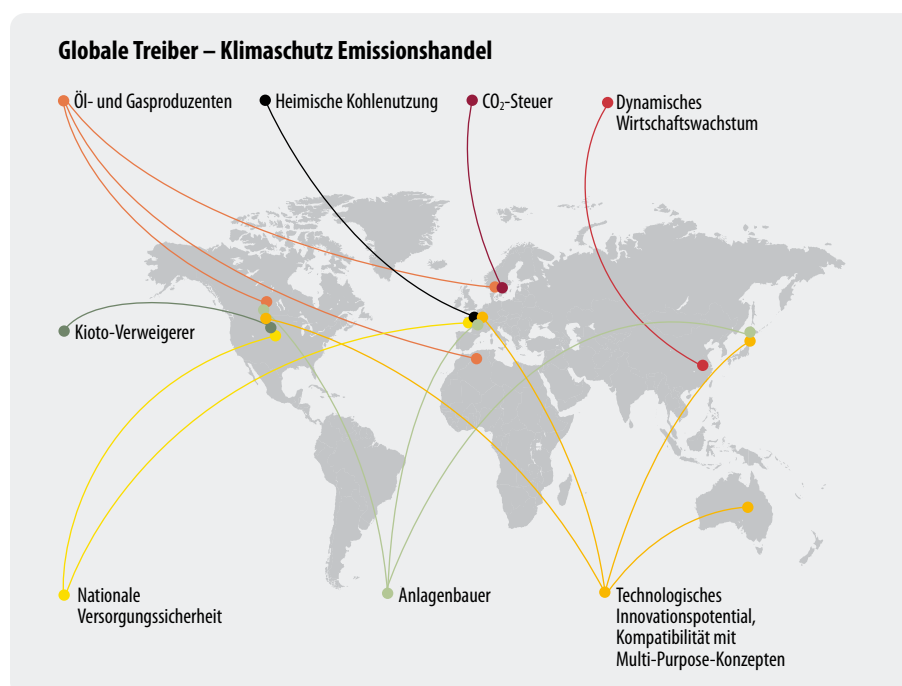 Globale Treiber – Klimaschutz Emissionshandel
Öl- und Gasproduzenten
Heimische Kohlenutzung
CO₂-Steuer
Dynamisches
Wirtschaftswachstum
Kioto-Verweigerer
Nationale
Versorgungssicherheit
Anlagenbauer
Technologisches
Innovationspotential,
Kompatibilität mit
Multi-Purpose-Konzepten